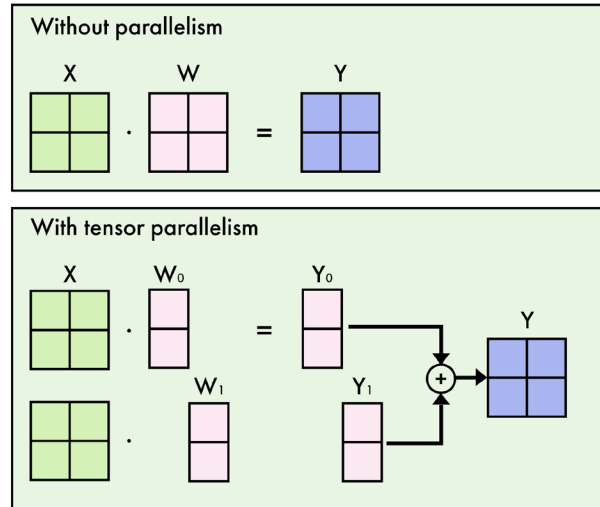 Without parallelism
X W Y
· =
With tensor parallelism
X W₀ Y₀
· =
Y
+
W₁ Y₁
·